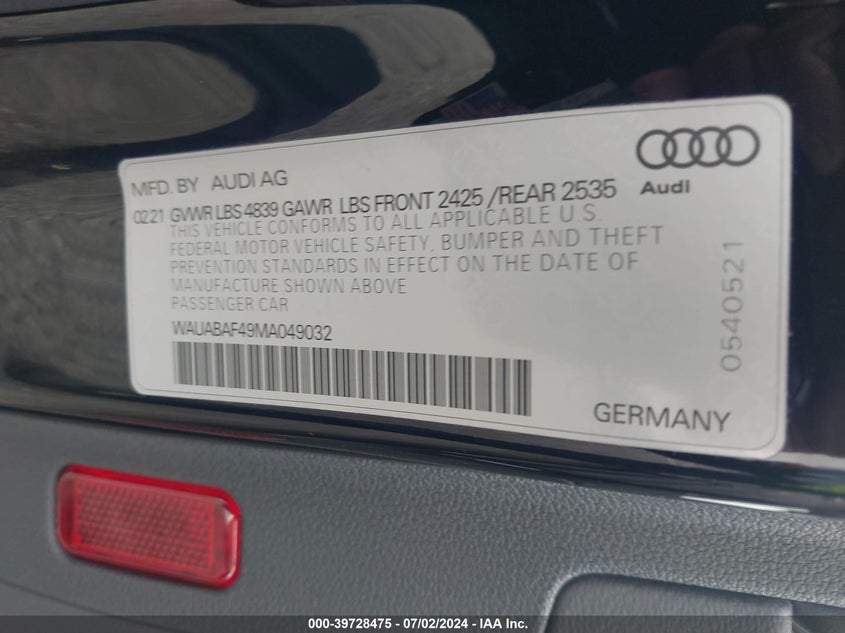 MFD. BY AUDI AG
Audi
02 21 GVWR LBS 4839 GAWR LBS FRONT 2425 /REAR 2535
THIS VEHICLE CONFORMS TO ALL APPLICABLE U.S.
FEDERAL MOTOR VEHICLE SAFETY, BUMPER AND THEFT
PREVENTION STANDARDS IN EFFECT ON THE DATE OF
MANUFACTURE SHOWN ABOVE
PASSENGER CAR
WAUABAF49MA049032
0540521
GERMANY
000-39728475 - 07/02/2024 - IAA Inc.